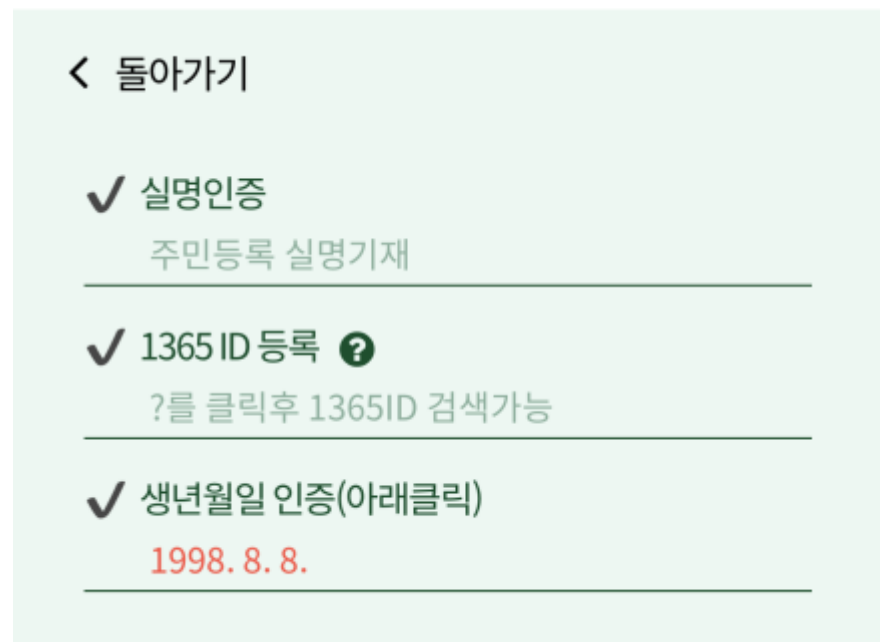 돌아가기
실명인증
주민등록 실명기재
1365 ID 등록 ?
?를 클릭후 1365ID 검색가능
생년월일 인증(아래클릭)
1998. 8. 8.